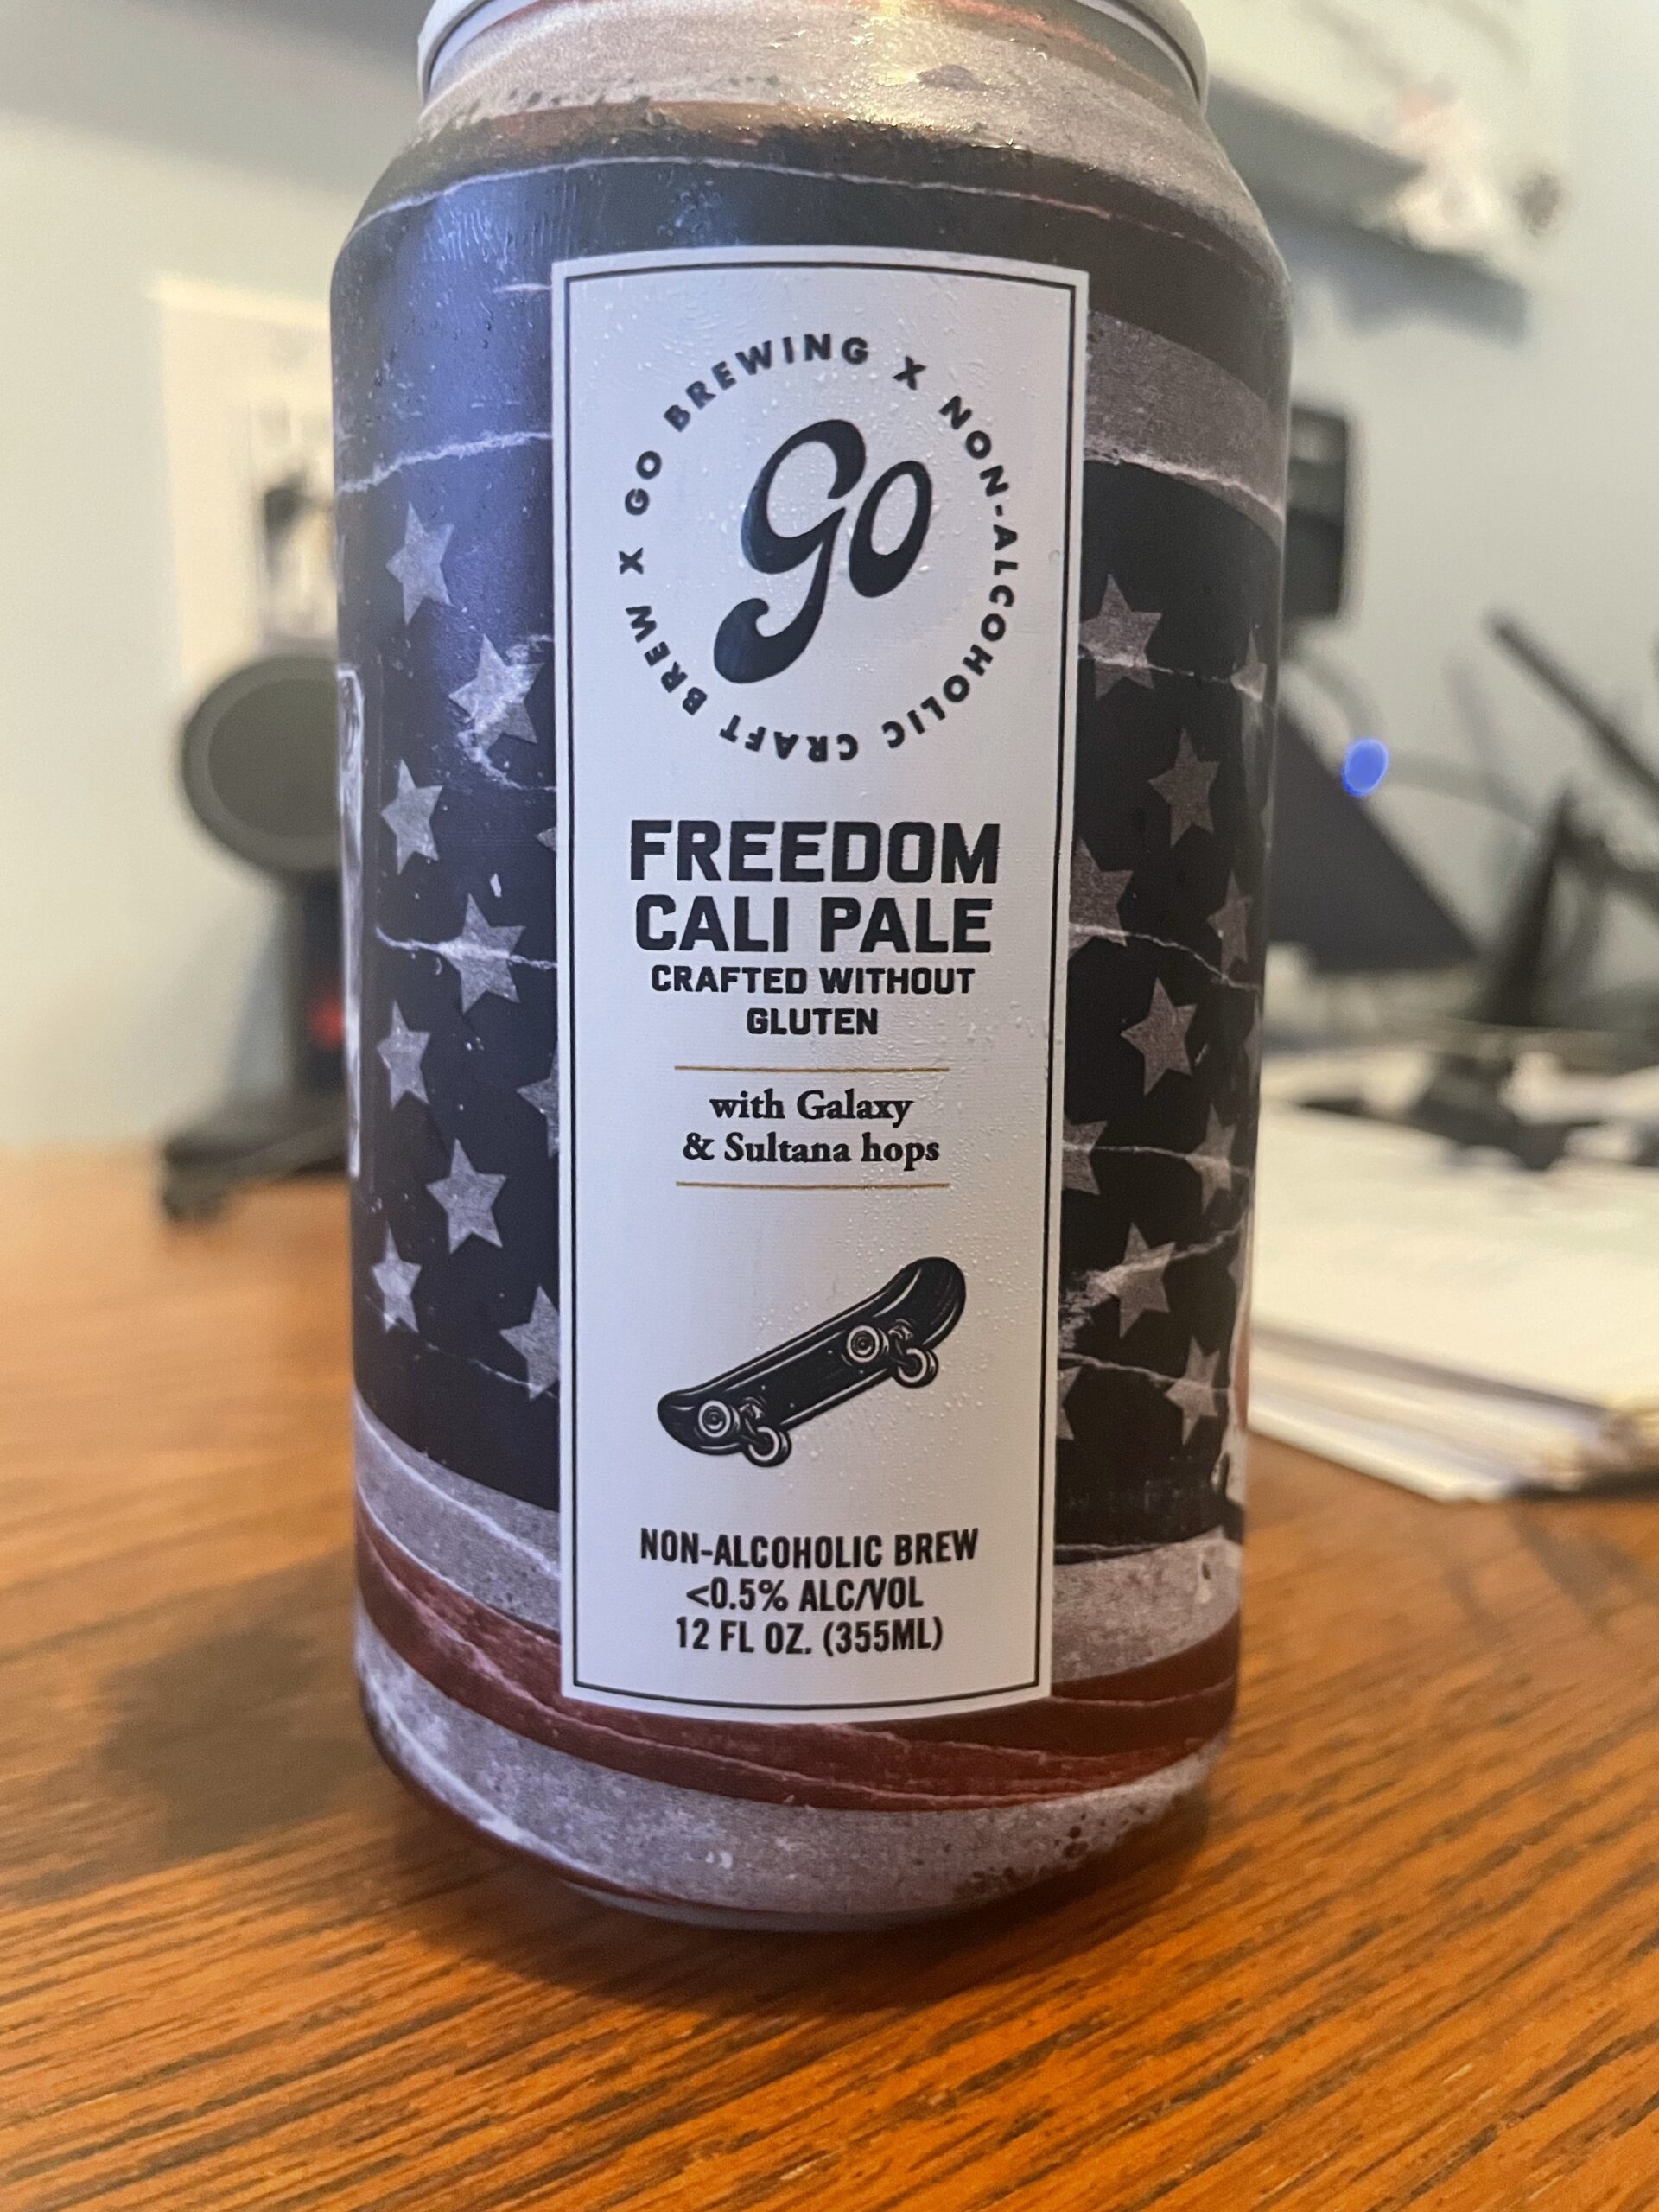 GO BREWING X NON-ALCOHOLIC CRAFT BREW X
go
FREEDOM
CALI PALE
CRAFTED WITHOUT
GLUTEN
with Galaxy
& Sultana hops
NON-ALCOHOLIC BREW
<0.5% ALC/VOL
12 FL OZ. (355ML)